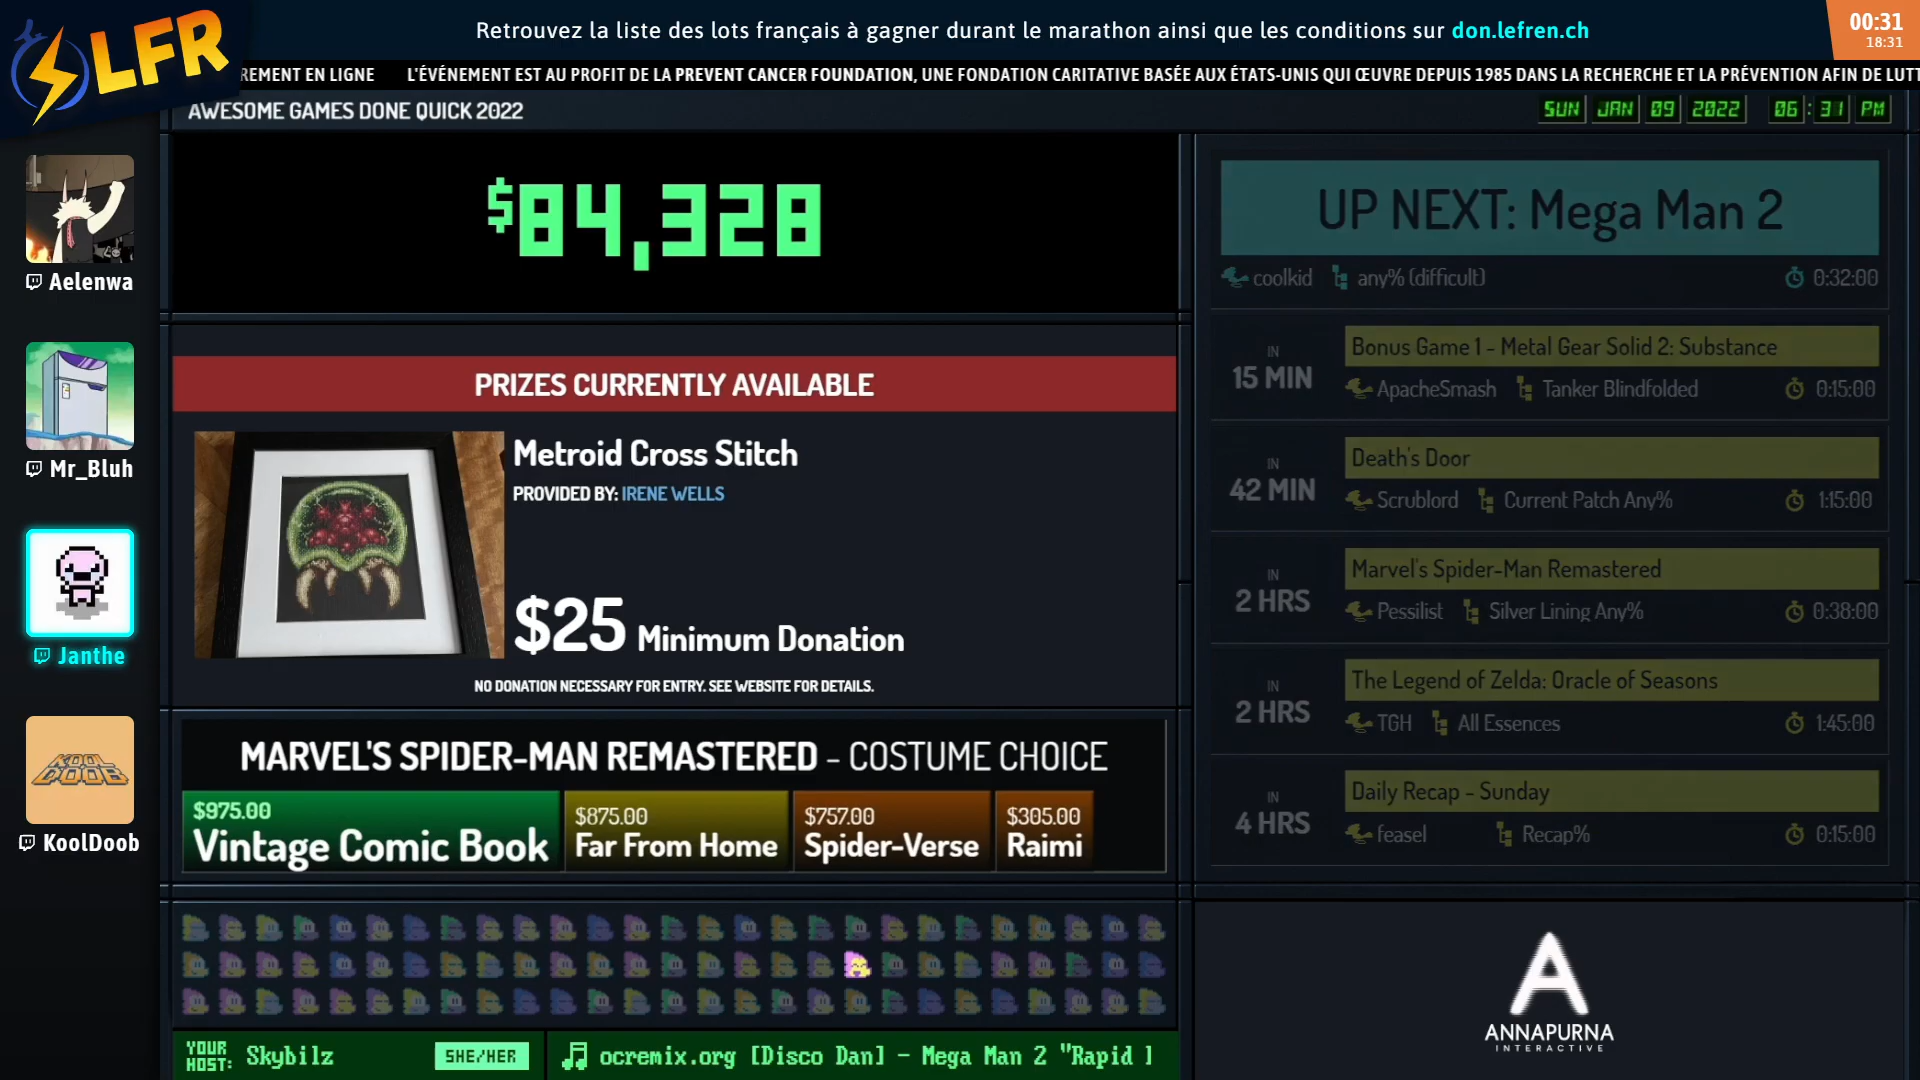 LFR
Retrouvez la liste des lots français à gagner durant le marathon ainsi que les conditions sur don.lefren.ch
00:31
18:31
REMENT EN LIGNE L'ÉVÉNEMENT EST AU PROFIT DE LA PREVENT CANCER FOUNDATION, UNE FONDATION CARITATIVE BASÉE AUX ÉTATS-UNIS QUI ŒUVRE DEPUIS 1985 DANS LA RECHERCHE ET LA PRÉVENTION AFIN DE LUTT
AWESOME GAMES DONE QUICK 2022
SUN JAN 09 2022 06:31 PM
Aelenwa
Mr_Bluh
Janthe
KOOL DOOB
KoolDoob
$84,328
PRIZES CURRENTLY AVAILABLE
Metroid Cross Stitch
PROVIDED BY: IRENE WELLS
$25 Minimum Donation
NO DONATION NECESSARY FOR ENTRY. SEE WEBSITE FOR DETAILS.
MARVEL'S SPIDER-MAN REMASTERED - COSTUME CHOICE
$975.00
Vintage Comic Book
$875.00
Far From Home
$757.00
Spider-Verse
$305.00
Raimi
UP NEXT: Mega Man 2
coolkid any% (difficult) 0:32:00
IN
15 MIN
Bonus Game 1 - Metal Gear Solid 2: Substance
ApacheSmash Tanker Blindfolded 0:15:00
IN
42 MIN
Death's Door
Scrublord Current Patch Any% 1:15:00
IN
2 HRS
Marvel's Spider-Man Remastered
Pessilist Silver Lining Any% 0:38:00
IN
2 HRS
The Legend of Zelda: Oracle of Seasons
TGH All Essences 1:45:00
IN
4 HRS
Daily Recap - Sunday
feasel Recap% 0:15:00
YOUR HOST: Skybilz SHE/HER
ocremix.org [Disco Dan] - Mega Man 2 "Rapid
ANNAPURNA
INTERACTIVE